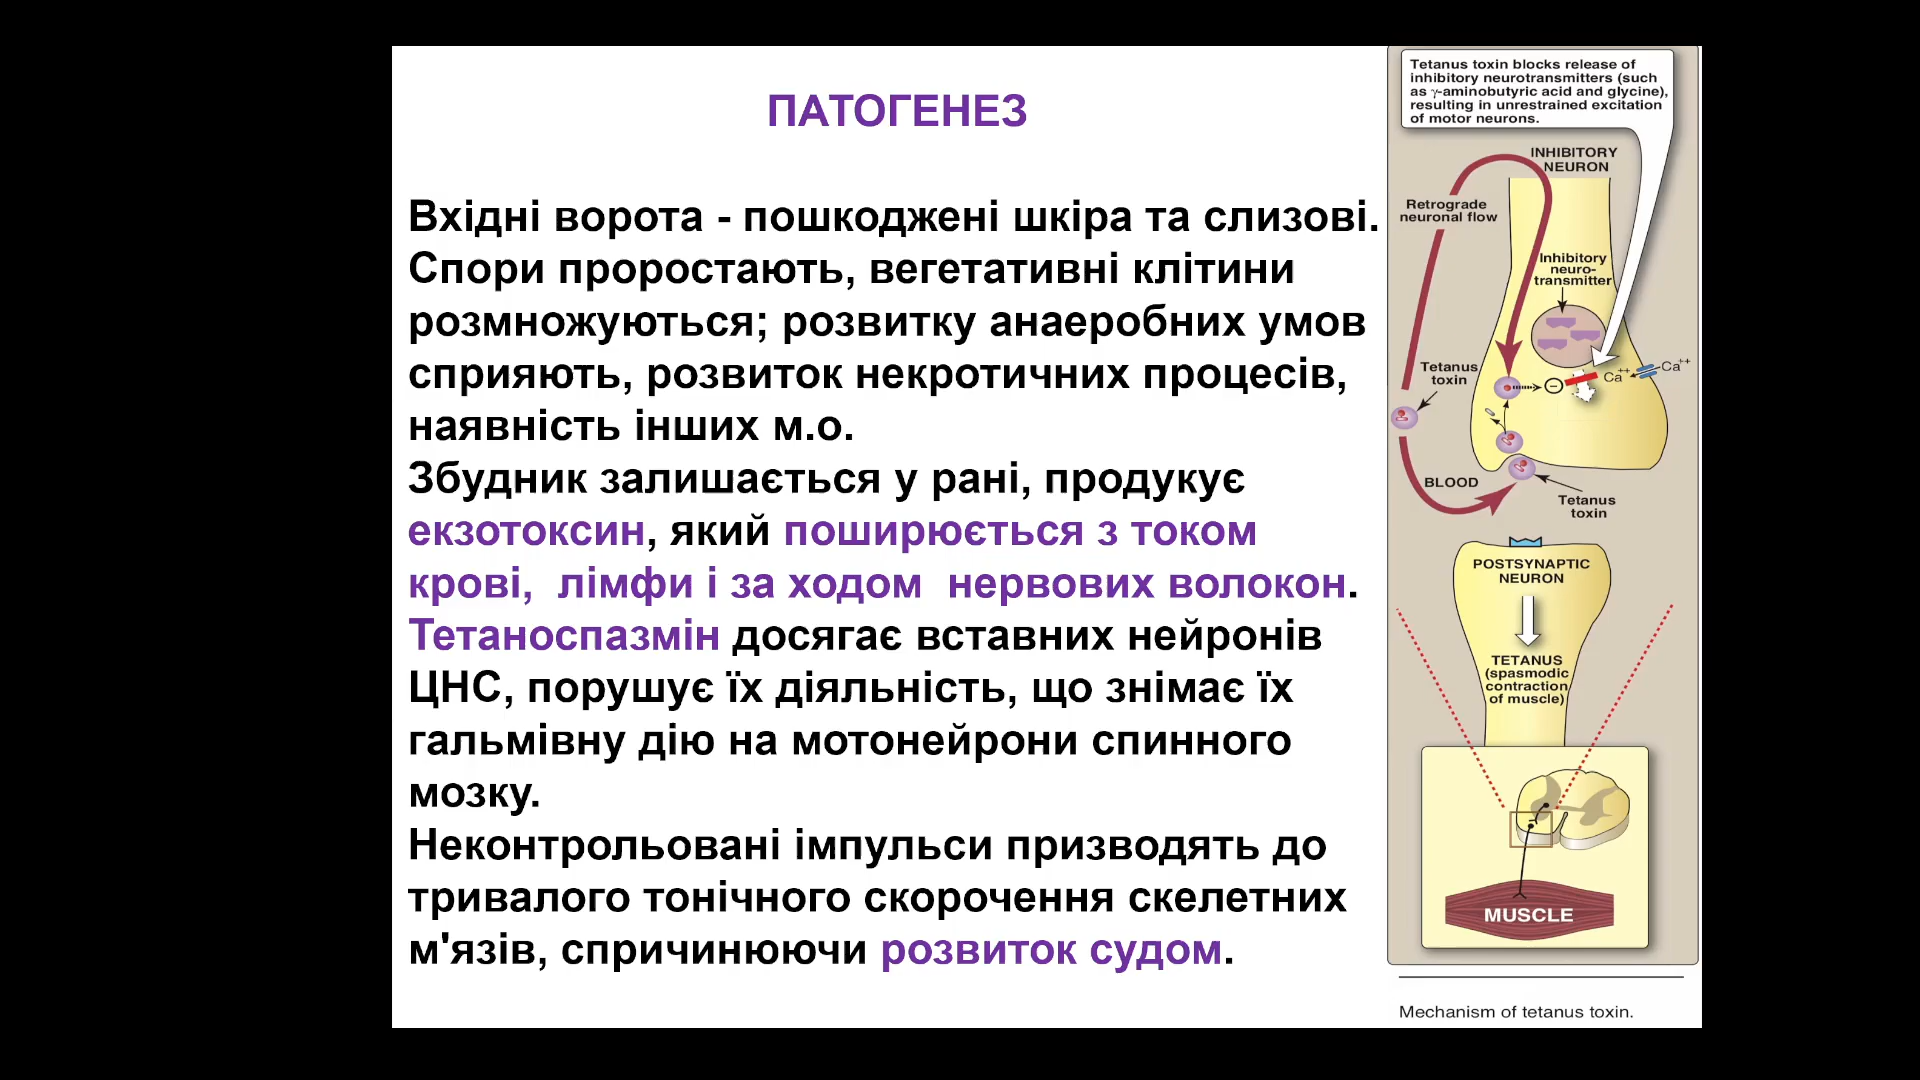 ПАТОГЕНЕЗ
Вхідні ворота - пошкоджені шкіра та слизові.
Спори проростають, вегетативні клітини
розмножуються; розвитку анаеробних умов
сприяють, розвиток некротичних процесів,
наявність інших м.о.
Збудник залишається у рані, продукує
екзотоксин, який поширюється з током
крові, лімфи і за ходом нервових волокон.
Тетаноспазмін досягає вставних нейронів
ЦНС, порушує їх діяльність, що знімає їх
гальмівну дію на мотонейрони спинного
мозку.
Неконтрольовані імпульси призводять до
тривалого тонічного скорочення скелетних
м'язів, спричинюючи розвиток судом.
Tetanus toxin blocks release of
inhibitory neurotransmitters (such
as γ-aminobutyric acid and glycine),
resulting in unrestrained excitation
of motor neurons.
INHIBITORY
NEURON
Retrograde
neuronal flow
Inhibitory
neuro-
transmitter
Tetanus
toxin
Ca++
Ca++
BLOOD
Tetanus
toxin
POSTSYNAPTIC
NEURON
TETANUS
(spasmodic
contraction
of muscle)
MUSCLE
Mechanism of tetanus toxin.